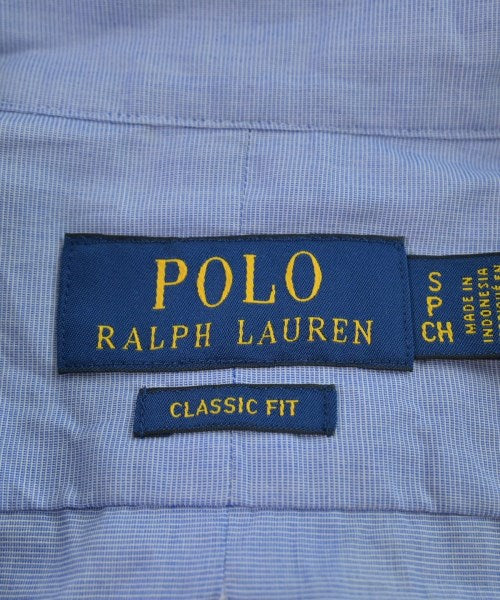 POLO
RALPH LAUREN
CLASSIC FIT
S
P
CH
MADE IN
INDONESIA